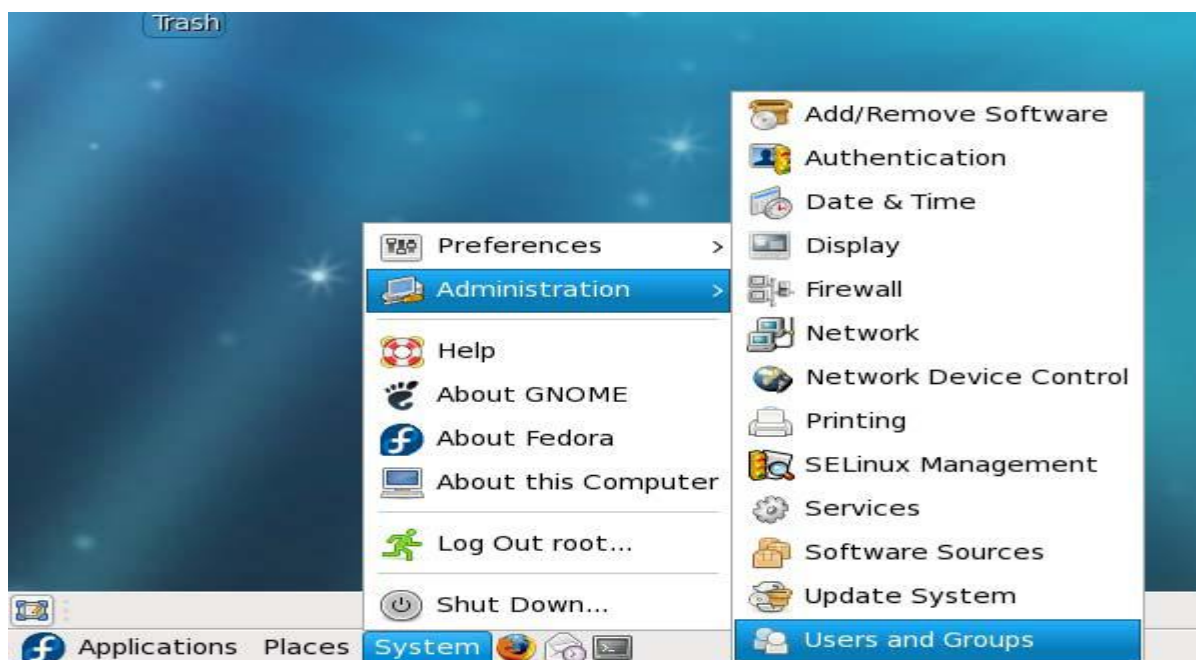 Trash
Preferences >
Administration >
Help
About GNOME
About Fedora
About this Computer
Log Out root...
Shut Down...
Add/Remove Software
Authentication
Date & Time
Display
Firewall
Network
Network Device Control
Printing
SELinux Management
Services
Software Sources
Update System
Users and Groups
Applications Places System